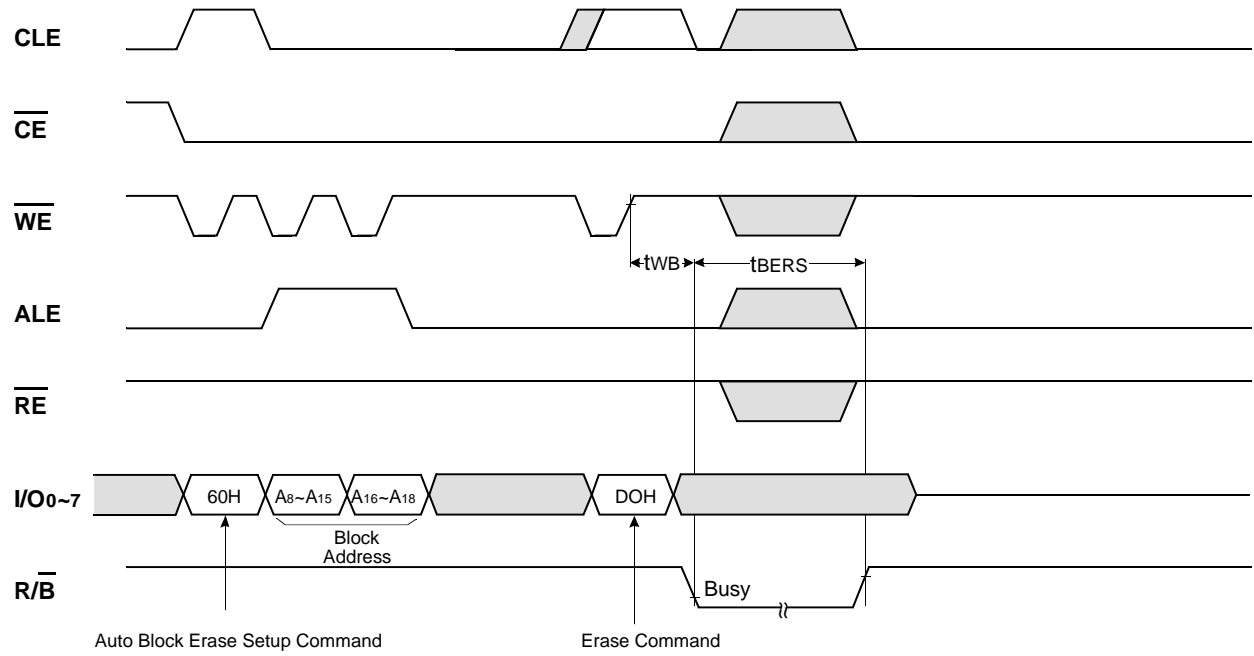 CLE
CE
WE
tWB
tBERS
ALE
RE
I/O0~7
60H
A8~A15
A16~A18
DOH
Block
Address
R/B
Busy
Auto Block Erase Setup Command
Erase Command